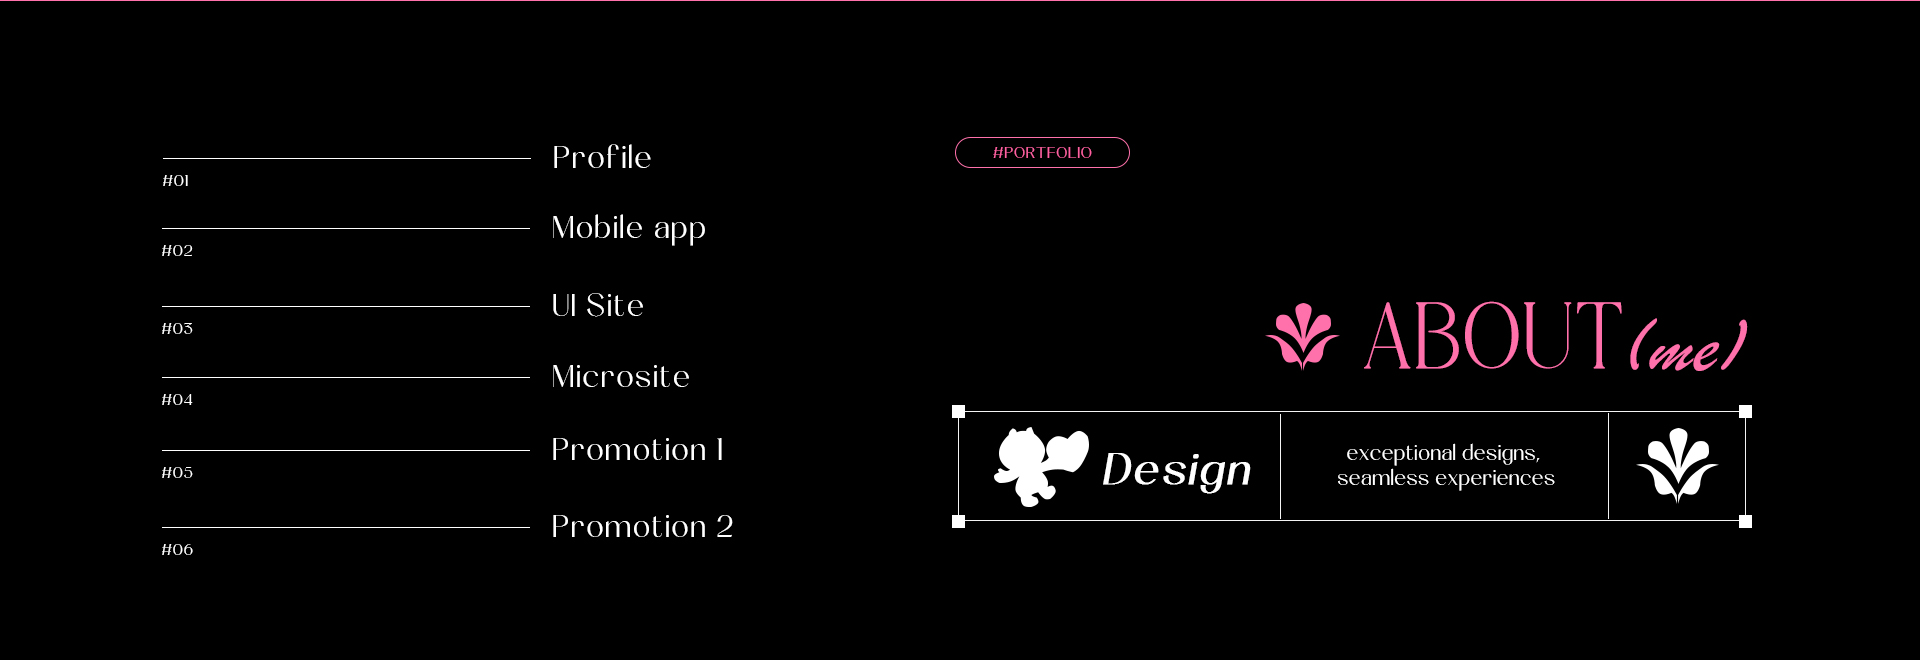 Profile
#01
Mobile app
#02
UI Site
#03
Microsite
#04
Promotion 1
#05
Promotion 2
#06
#PORTFOLIO
ABOUT (me)
Design
exceptional designs,
seamless experiences